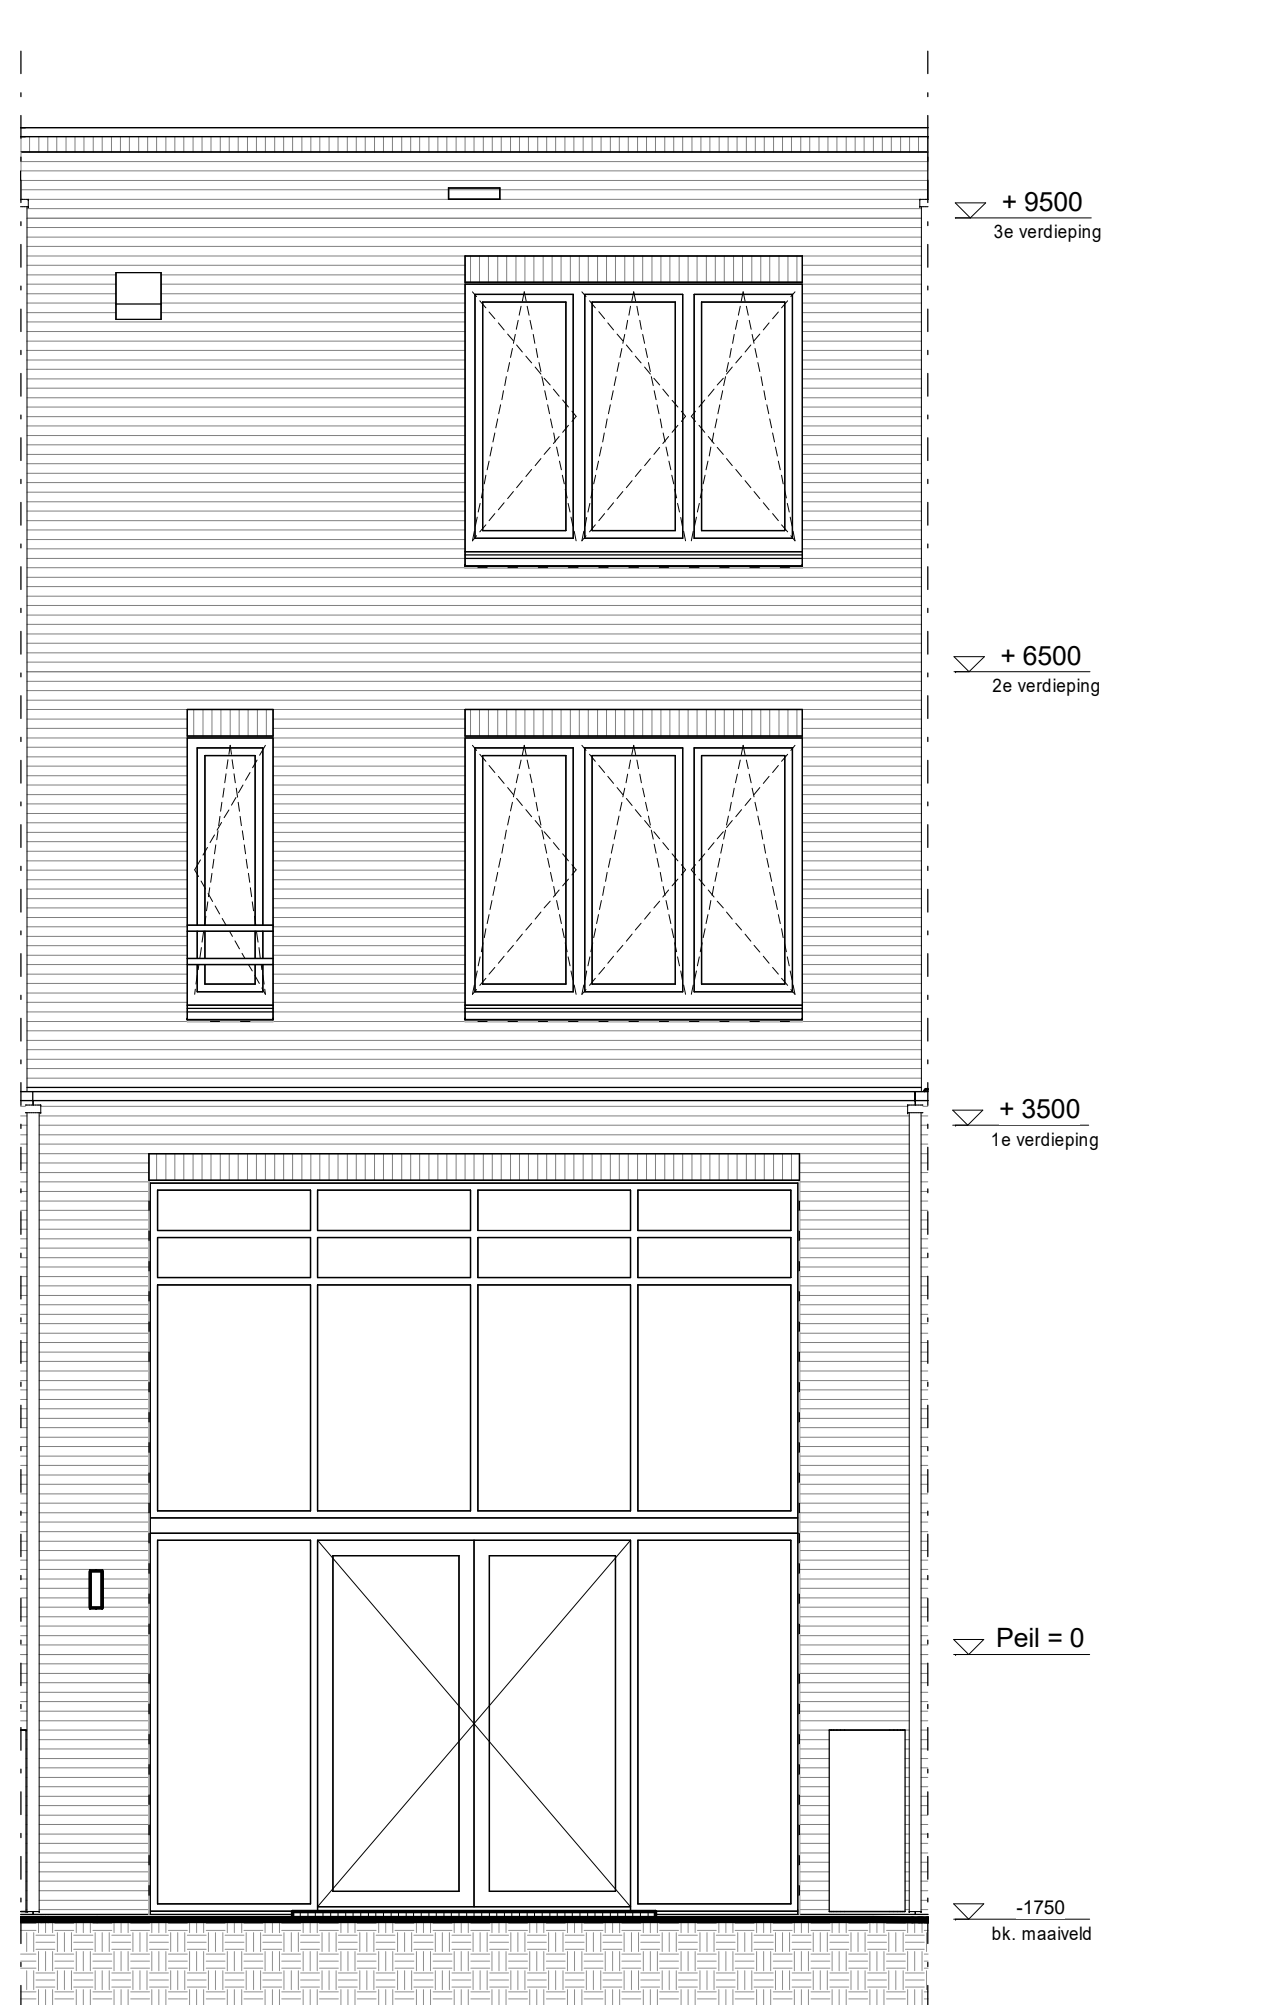 + 9500
3e verdieping
+ 6500
2e verdieping
+ 3500
1e verdieping
Peil = 0
-1750
bk. maaiveld